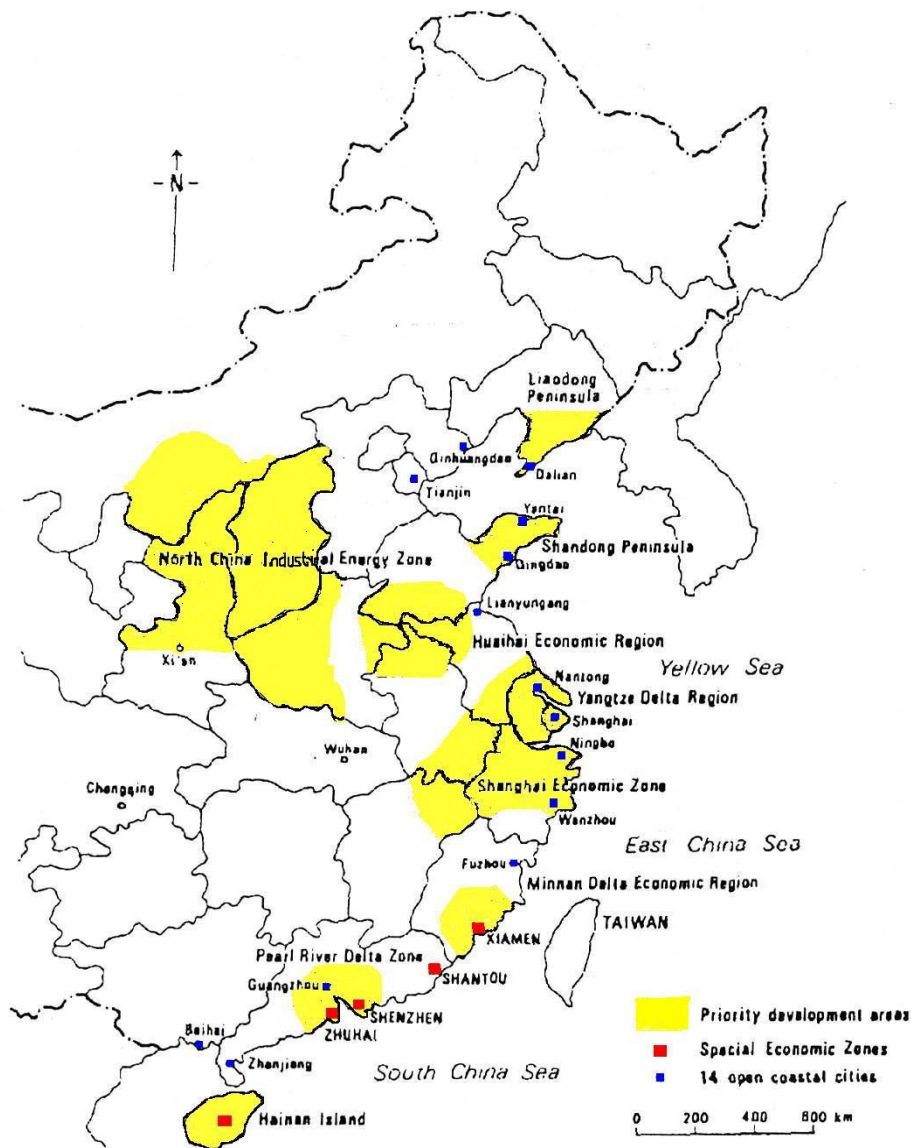 N
Liaodong
Peninsula
Qinhuangdao
Dalian
Tianjin
Yantai
Shandong Peninsula
Qingdao
North China Industrial Energy Zone
Lianyungang
Huaihai Economic Region
Xi'an
Yellow Sea
Nantong
Yangtze Delta Region
Shanghai
Ningbo
Wuhan
Shanghai Economic Zone
Chongqing
Wenzhou
East China Sea
Fuzhou
Minnan Delta Economic Region
TAIWAN
XIAMEN
Pearl River Delta Zone
SHANTOU
Guangzhou
SHENZHEN
ZHUHAI
Priority development areas
Beihai
Special Economic Zones
Zhanjiang
South China Sea
14 open coastal cities
Hainan Island
0 200 400 800 km